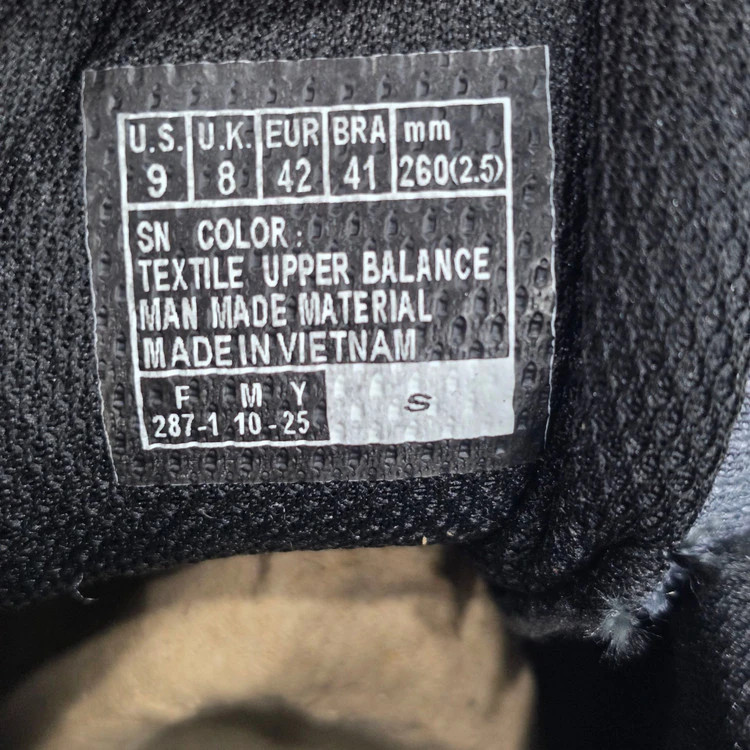 U.S. U.K. EUR BRA mm
9 8 42 41 260(2.5)
SN COLOR:
TEXTILE UPPER BALANCE
MAN MADE MATERIAL
MADE IN VIETNAM
F M Y
287-1 10-25
S